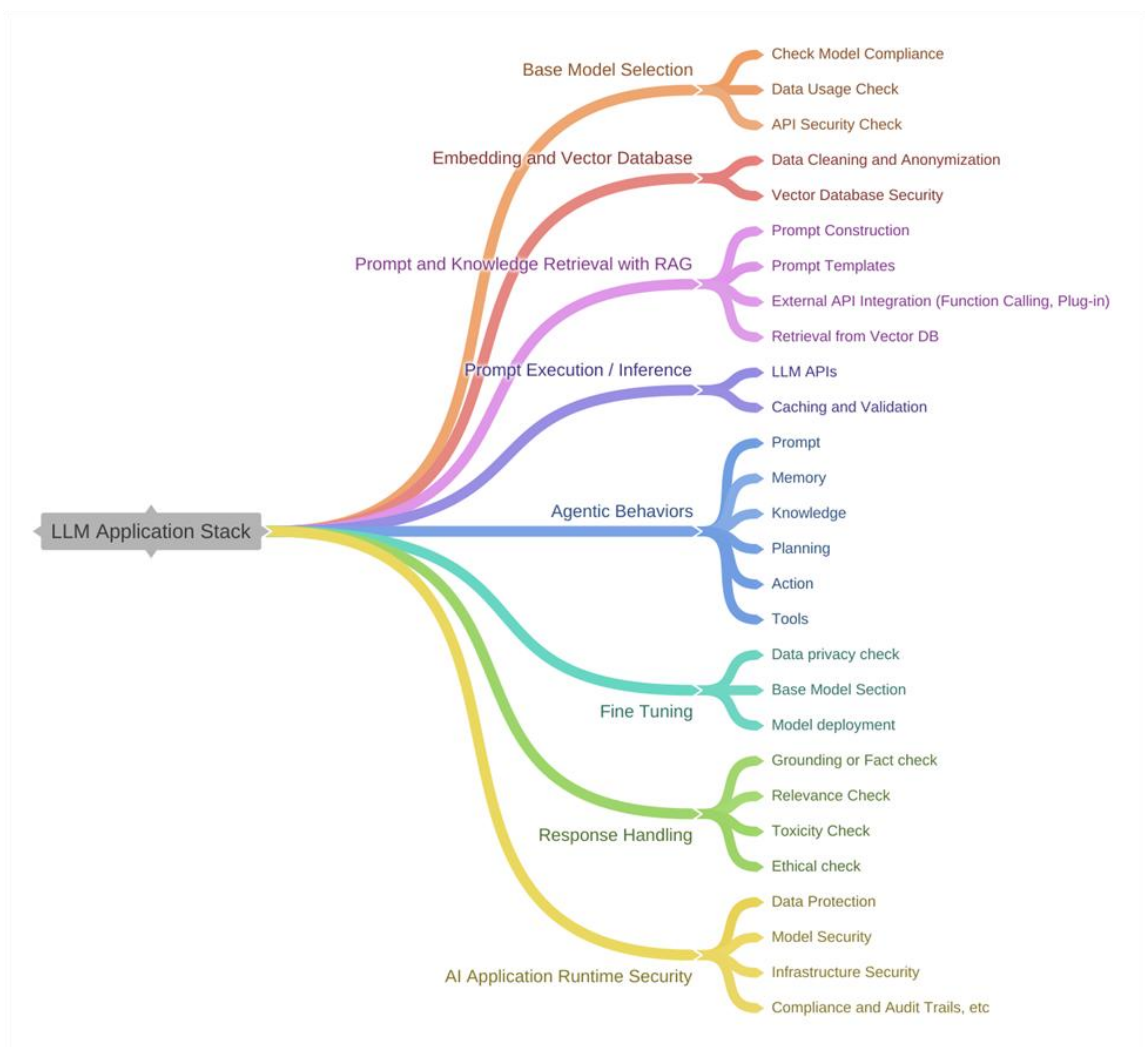 LLM Application Stack
Base Model Selection
Check Model Compliance
Data Usage Check
API Security Check
Embedding and Vector Database
Data Cleaning and Anonymization
Vector Database Security
Prompt and Knowledge Retrieval with RAG
Prompt Construction
Prompt Templates
External API Integration (Function Calling, Plug-in)
Retrieval from Vector DB
Prompt Execution / Inference
LLM APIs
Caching and Validation
Agentic Behaviors
Prompt
Memory
Knowledge
Planning
Action
Tools
Fine Tuning
Data privacy check
Base Model Section
Model deployment
Response Handling
Grounding or Fact check
Relevance Check
Toxicity Check
Ethical check
AI Application Runtime Security
Data Protection
Model Security
Infrastructure Security
Compliance and Audit Trails, etc